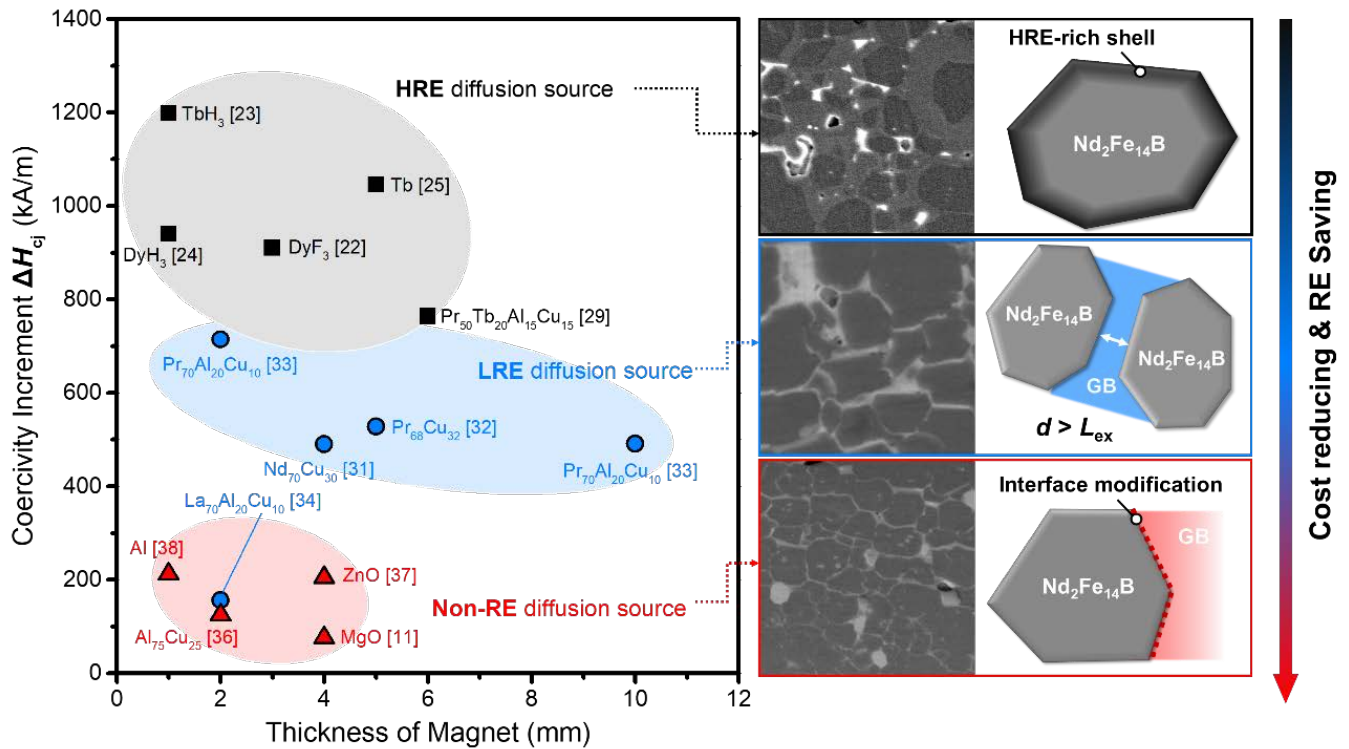 Coercivity Increment ΔH_cj (kA/m)
1400
1200
1000
800
600
400
200
0
0 2 4 6 8 10 12
Thickness of Magnet (mm)
HRE diffusion source
TbH₃ [23]
Tb [25]
DyH₃ [24]
DyF₃ [22]
Pr₅₀Tb₂₀Al₁₅Cu₁₅ [29]
Pr₇₀Al₂₀Cu₁₀ [33]
LRE diffusion source
Pr₆₈Cu₃₂ [32]
Nd₇₀Cu₃₀ [31]
Pr₇₀Al₂₀Cu₁₀ [33]
La₇₀Al₂₀Cu₁₀ [34]
Al [38]
ZnO [37]
Non-RE diffusion source
Al₇₅Cu₂₅ [36]
MgO [11]
HRE-rich shell
Nd₂Fe₁₄B
Nd₂Fe₁₄B
Nd₂Fe₁₄B
GB
d > L_ex
Interface modification
GB
Nd₂Fe₁₄B
Cost reducing & RE Saving